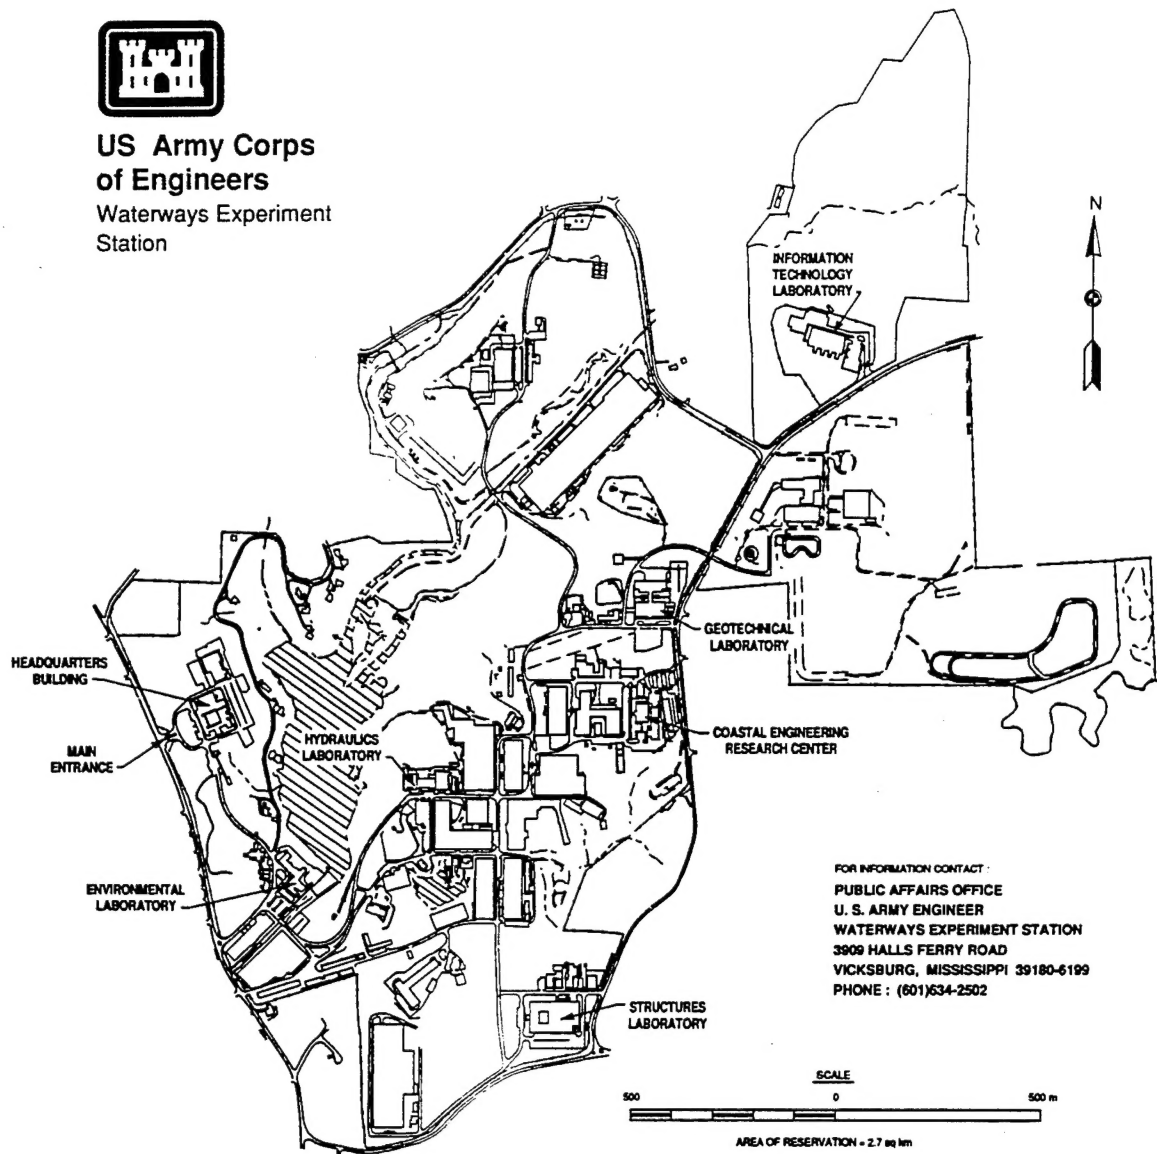 US Army Corps
of Engineers
Waterways Experiment
Station
N
INFORMATION
TECHNOLOGY
LABORATORY
GEOTECHNICAL
LABORATORY
HEADQUARTERS
BUILDING
MAIN
ENTRANCE
HYDRAULICS
LABORATORY
COASTAL ENGINEERING
RESEARCH CENTER
ENVIRONMENTAL
LABORATORY
STRUCTURES
LABORATORY
FOR INFORMATION CONTACT :
PUBLIC AFFAIRS OFFICE
U. S. ARMY ENGINEER
WATERWAYS EXPERIMENT STATION
3909 HALLS FERRY ROAD
VICKSBURG, MISSISSIPPI 39180-6199
PHONE : (601)634-2502
SCALE
500 0 500 m
AREA OF RESERVATION = 2.7 sq km